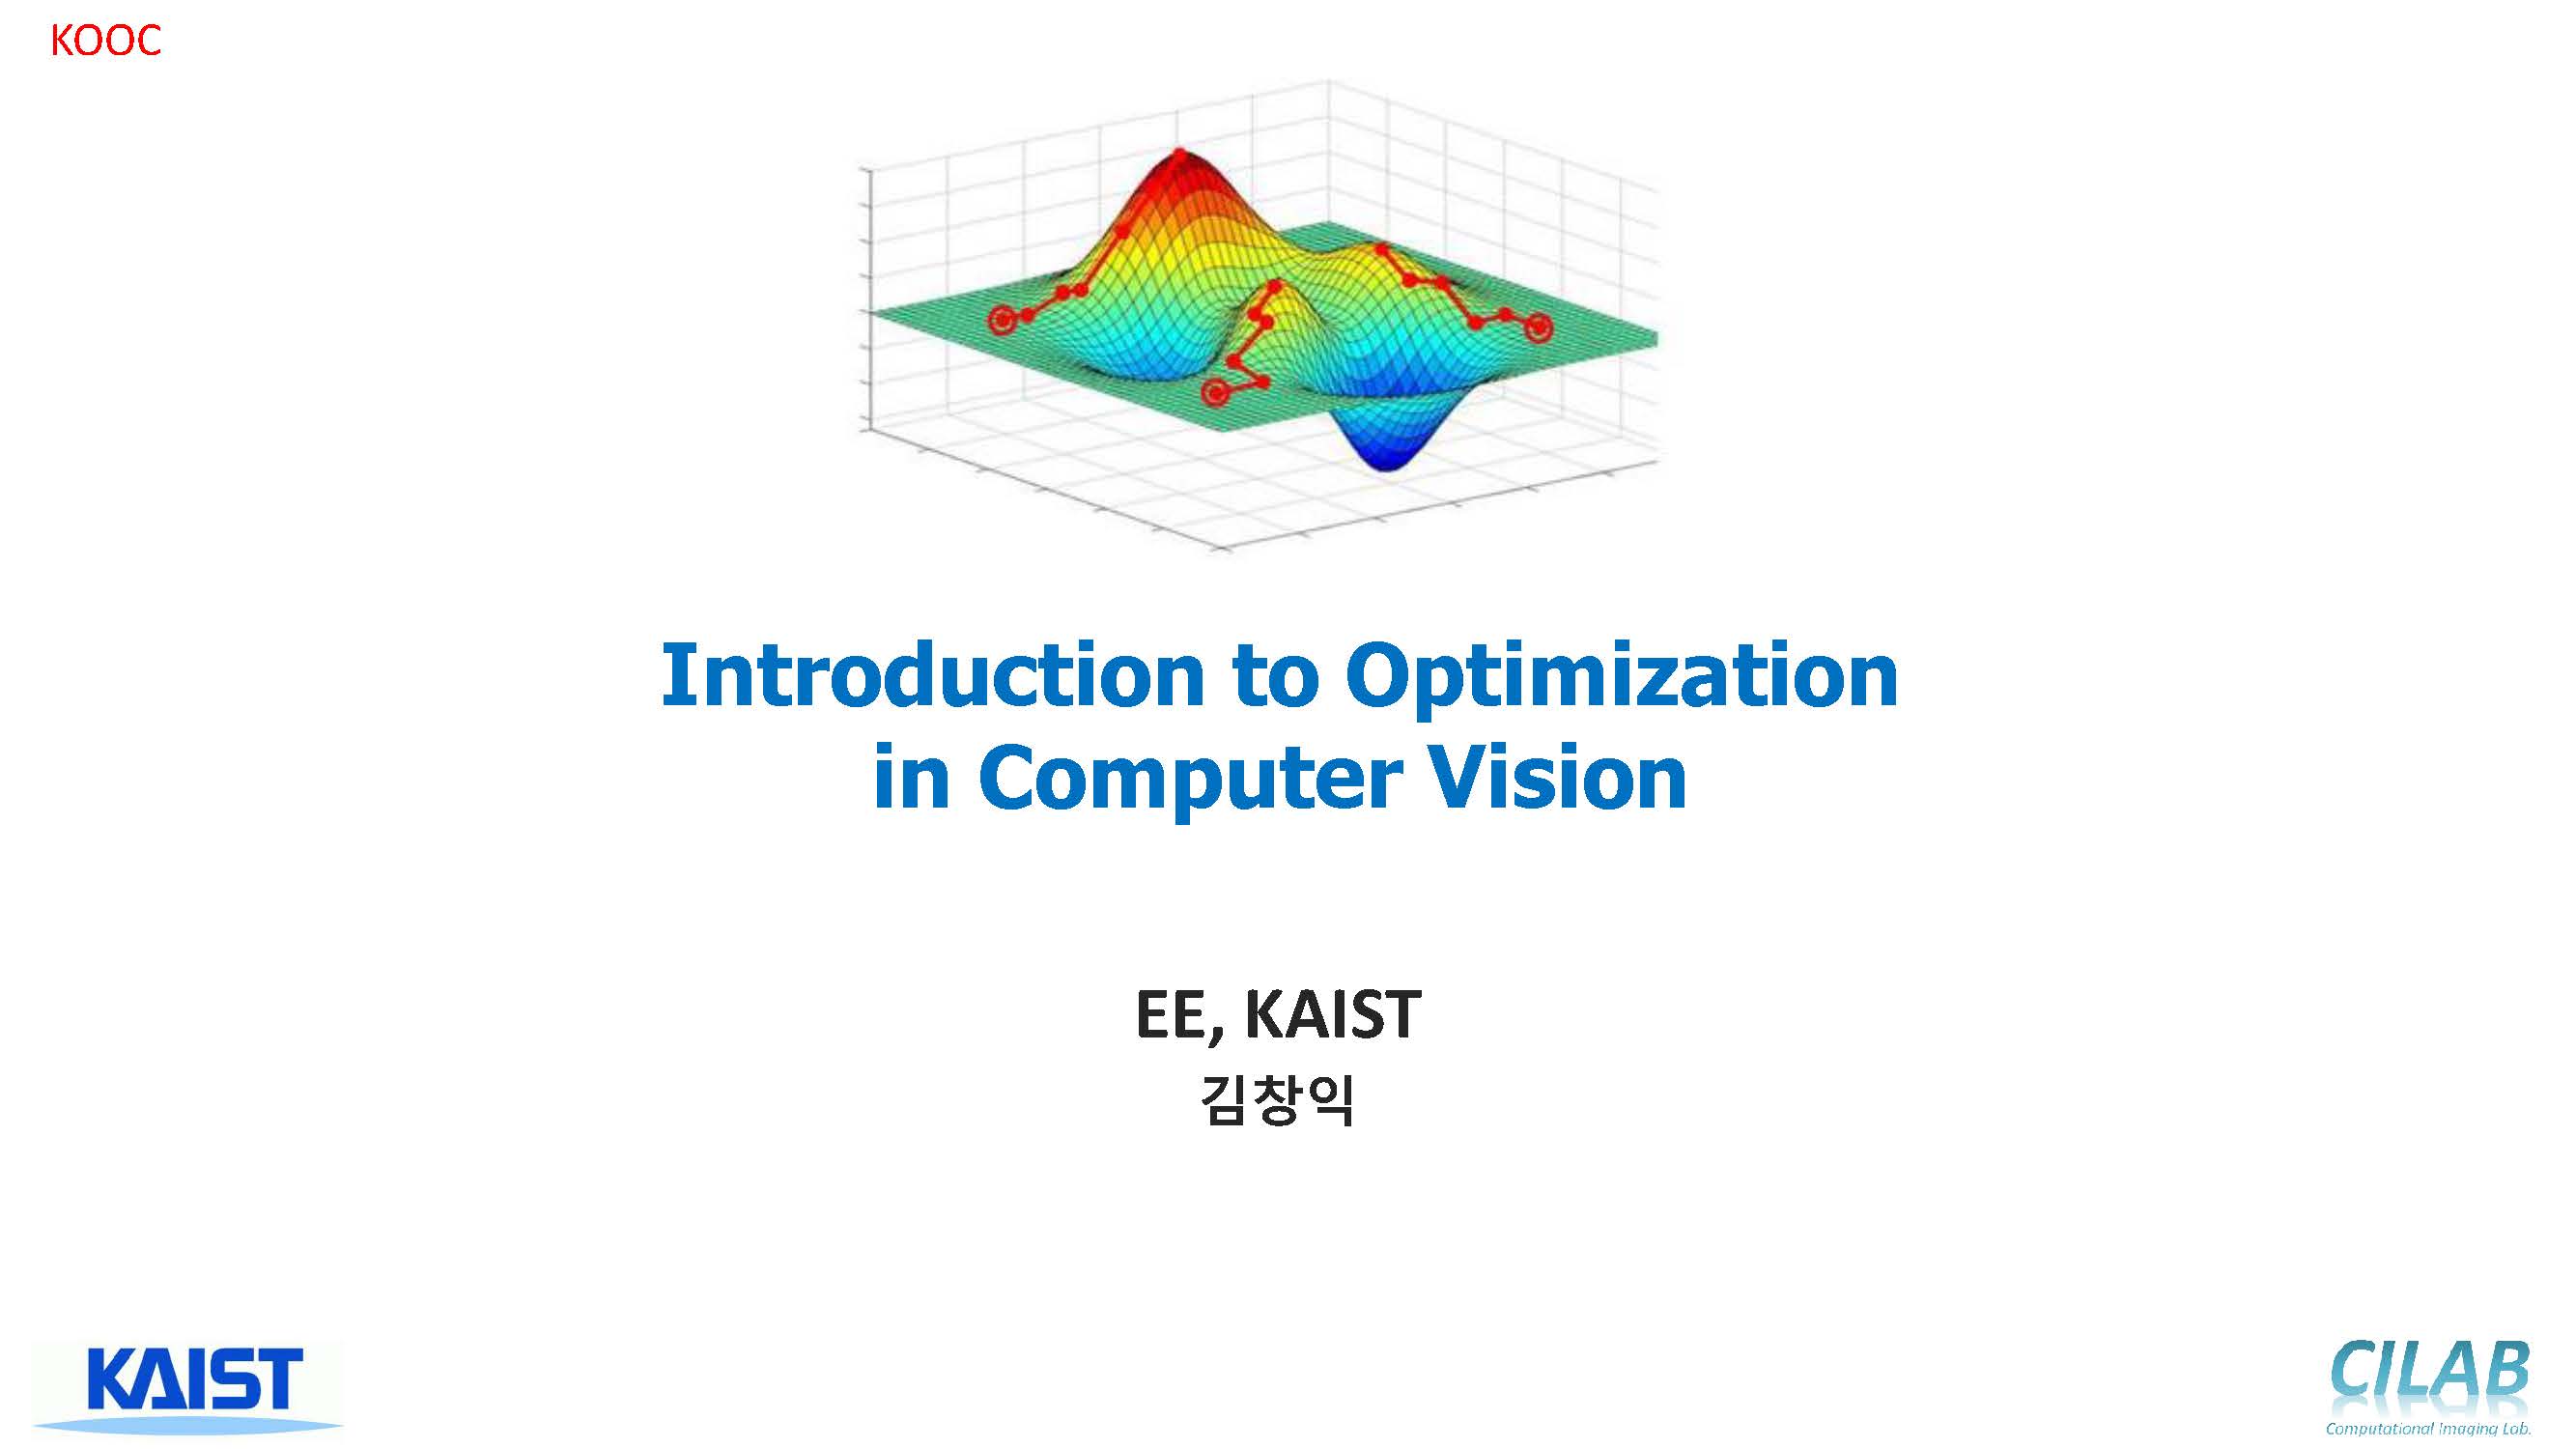 KOOC
Introduction to Optimization
in Computer Vision
EE, KAIST
김창익
KAIST
CILAB
Computational Imaging Lab.